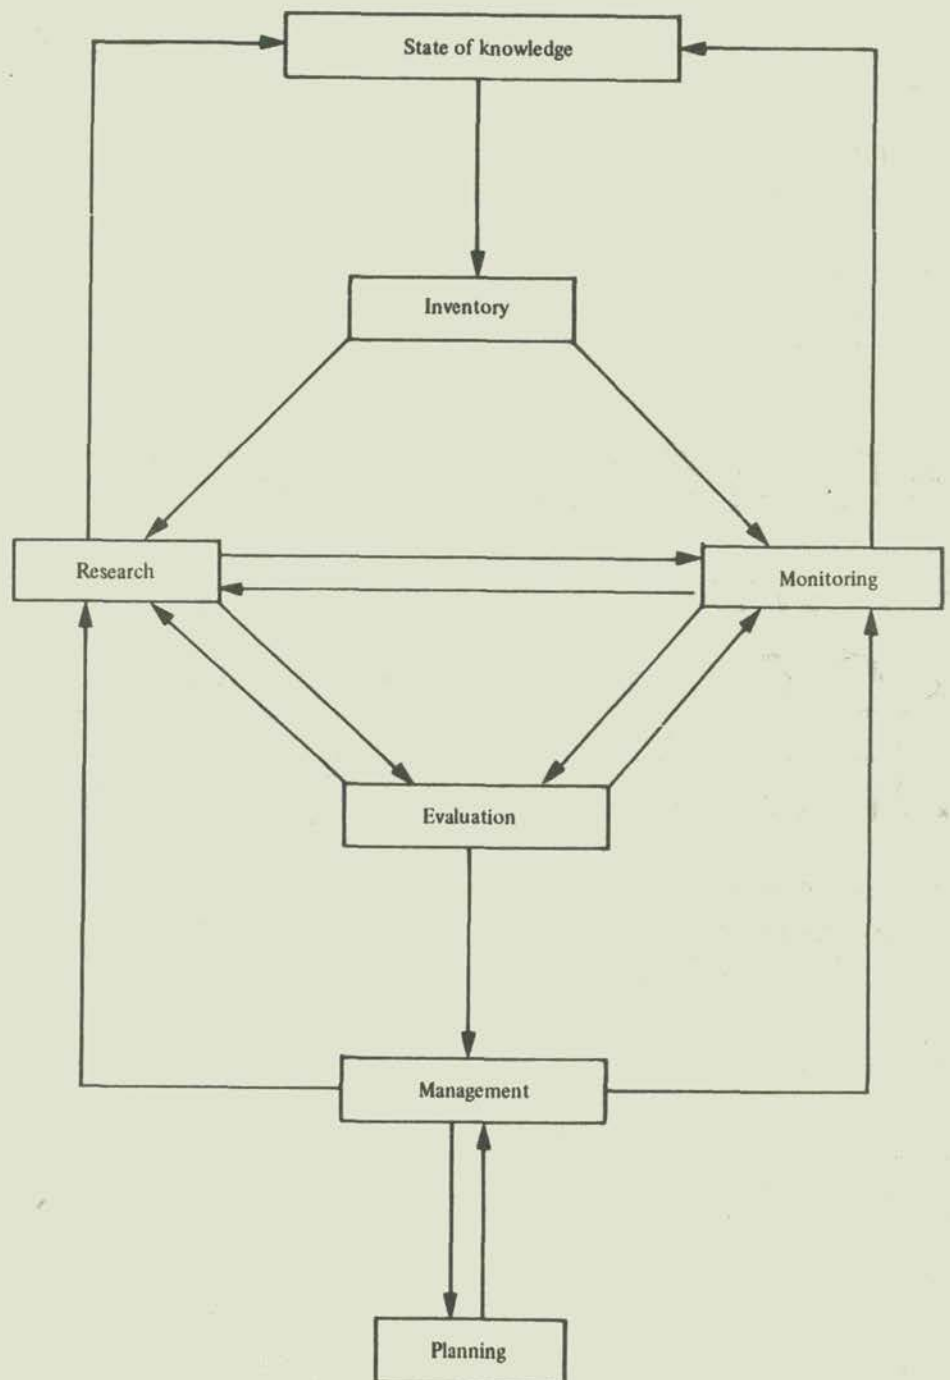 State of knowledge
Inventory
Research
Monitoring
Evaluation
Management
Planning